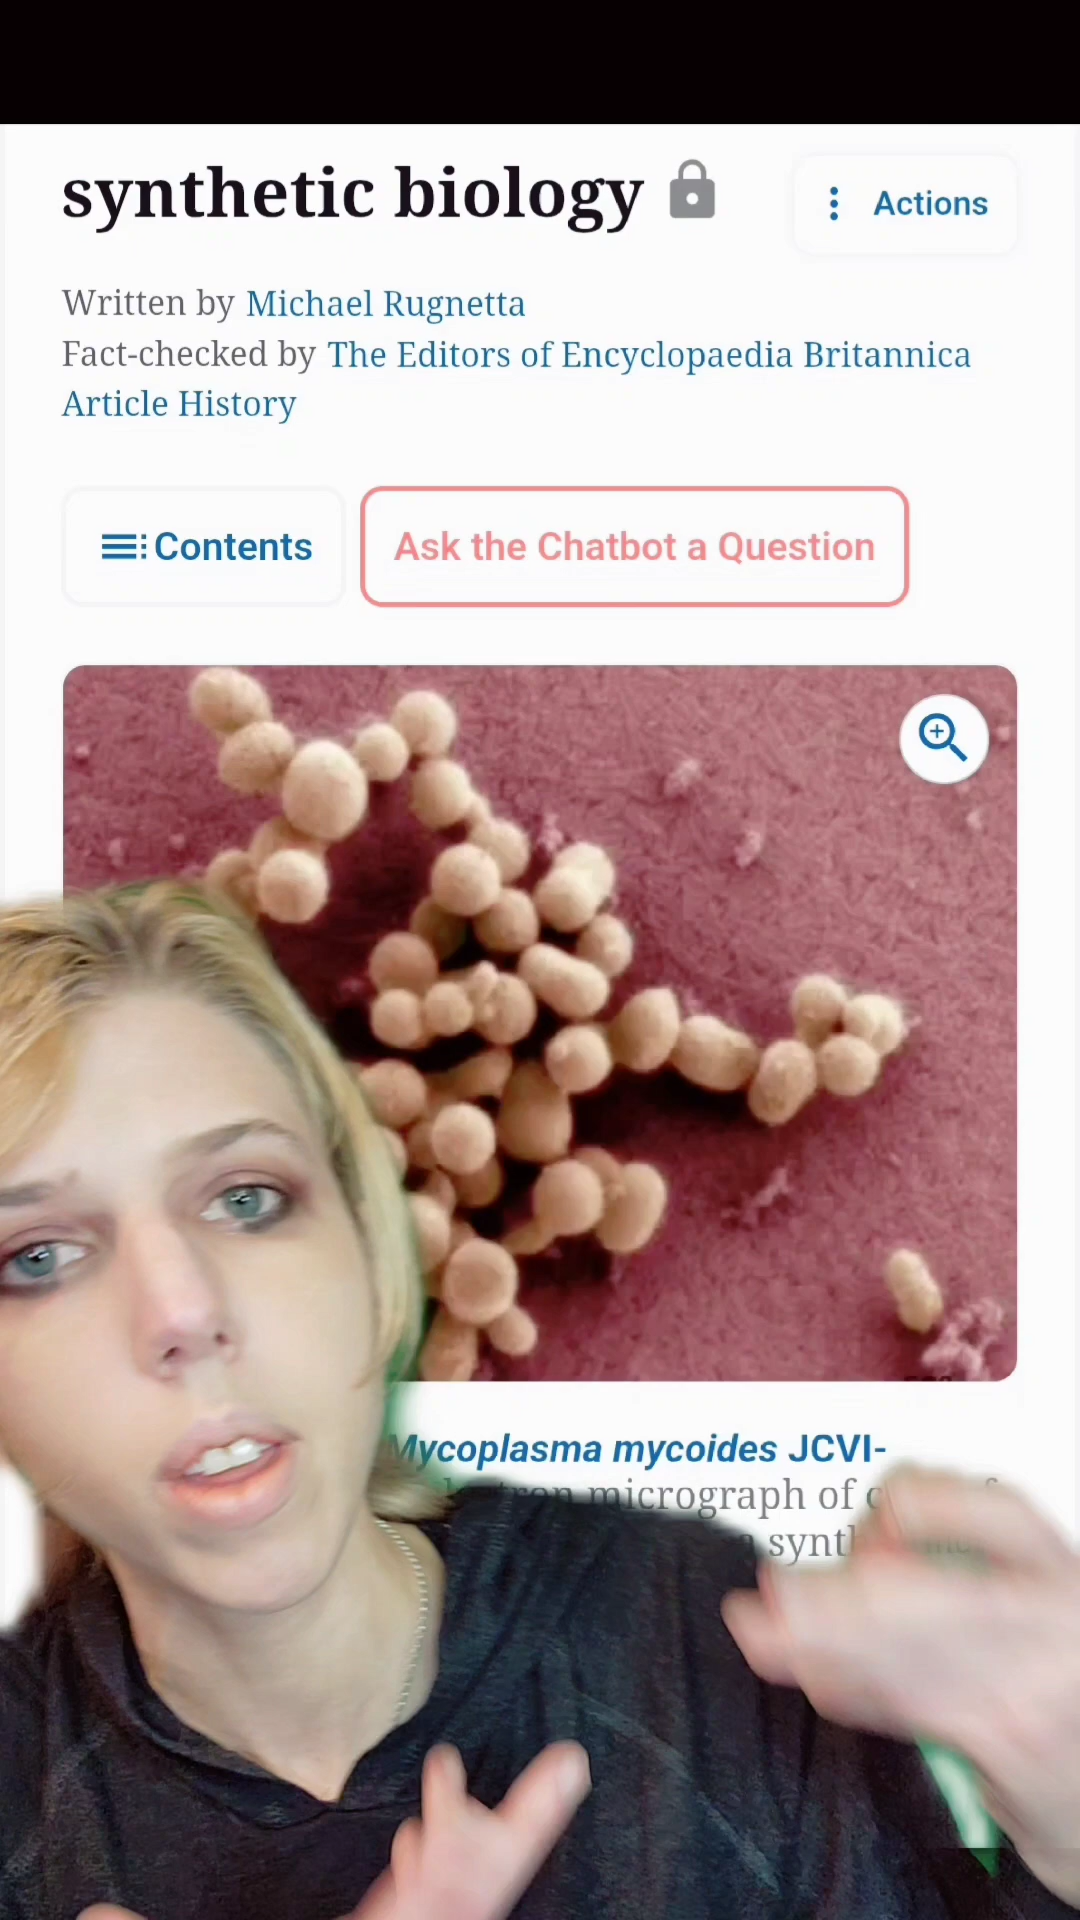 synthetic biology
Actions
Written by Michael Rugnetta
Fact-checked by The Editors of Encyclopaedia Britannica
Article History
Contents
Ask the Chatbot a Question
Mycoplasma mycoides JCVI-
micrograph of